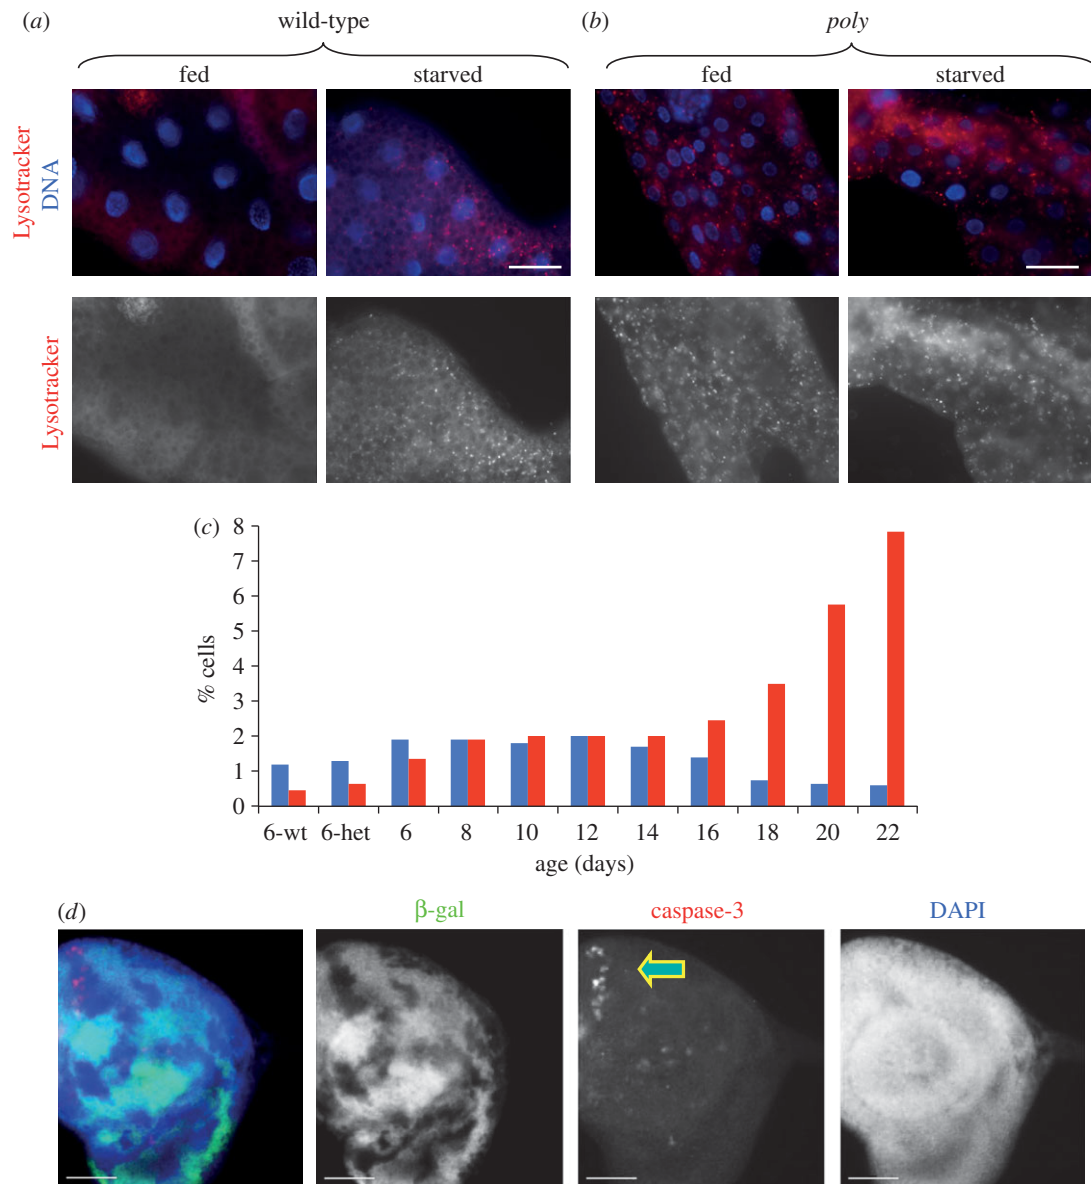 (a) wild-type (b) poly
fed starved fed starved
Lysotracker
DNA
Lysotracker
(c)
8
7
6
5
4
3
2
1
0
% cells
6-wt 6-het 6 8 10 12 14 16 18 20 22
age (days)
(d) β-gal caspase-3 DAPI